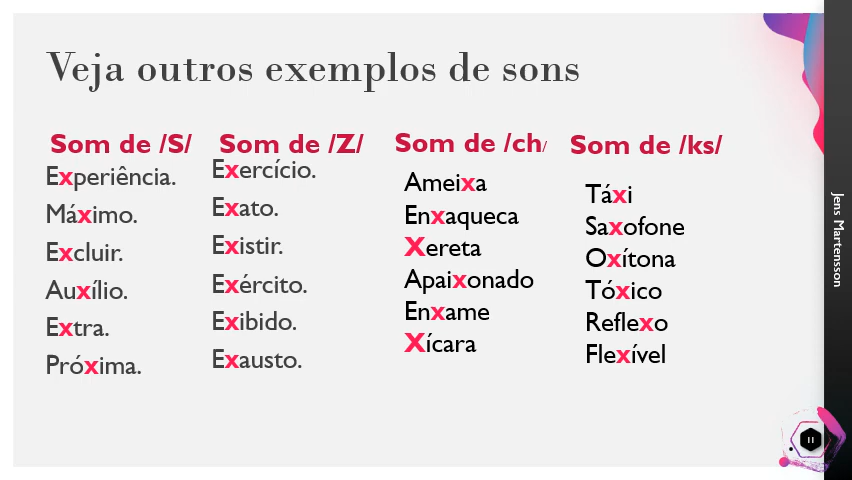 Veja outros exemplos de sons
Som de /S/
Experiência.
Máximo.
Excluir.
Auxílio.
Extra.
Próxima.
Som de /Z/
Exercício.
Exato.
Existir.
Exército.
Exibido.
Exausto.
Som de /ch/
Ameixa
Enxaqueca
Xereta
Apaixonado
Enxame
Xícara
Som de /ks/
Táxi
Saxofone
Oxítona
Tóxico
Reflexo
Flexível
Jens Martensson
11